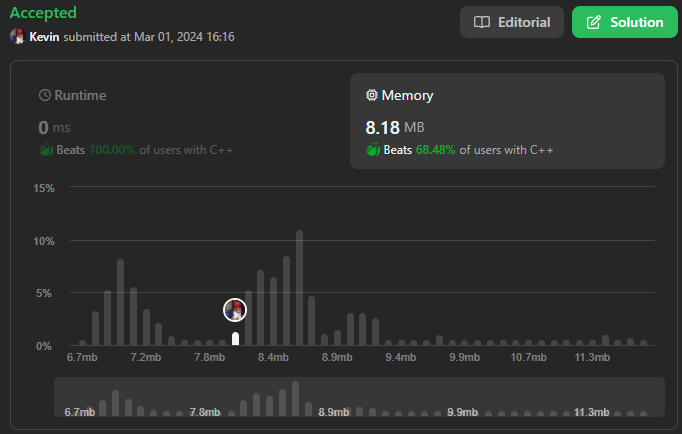 Accepted
Editorial
Solution
Kevin submitted at Mar 01, 2024 16:16
Runtime
Memory
0 ms
8.18 MB
Beats 100.00% of users with C++
Beats 68.48% of users with C++
15%
10%
5%
0%
6.7mb 7.2mb 7.8mb 8.4mb 8.9mb 9.4mb 9.9mb 10.7mb 11.3mb
6.7mb 7.8mb 8.9mb 9.9mb 11.3mb